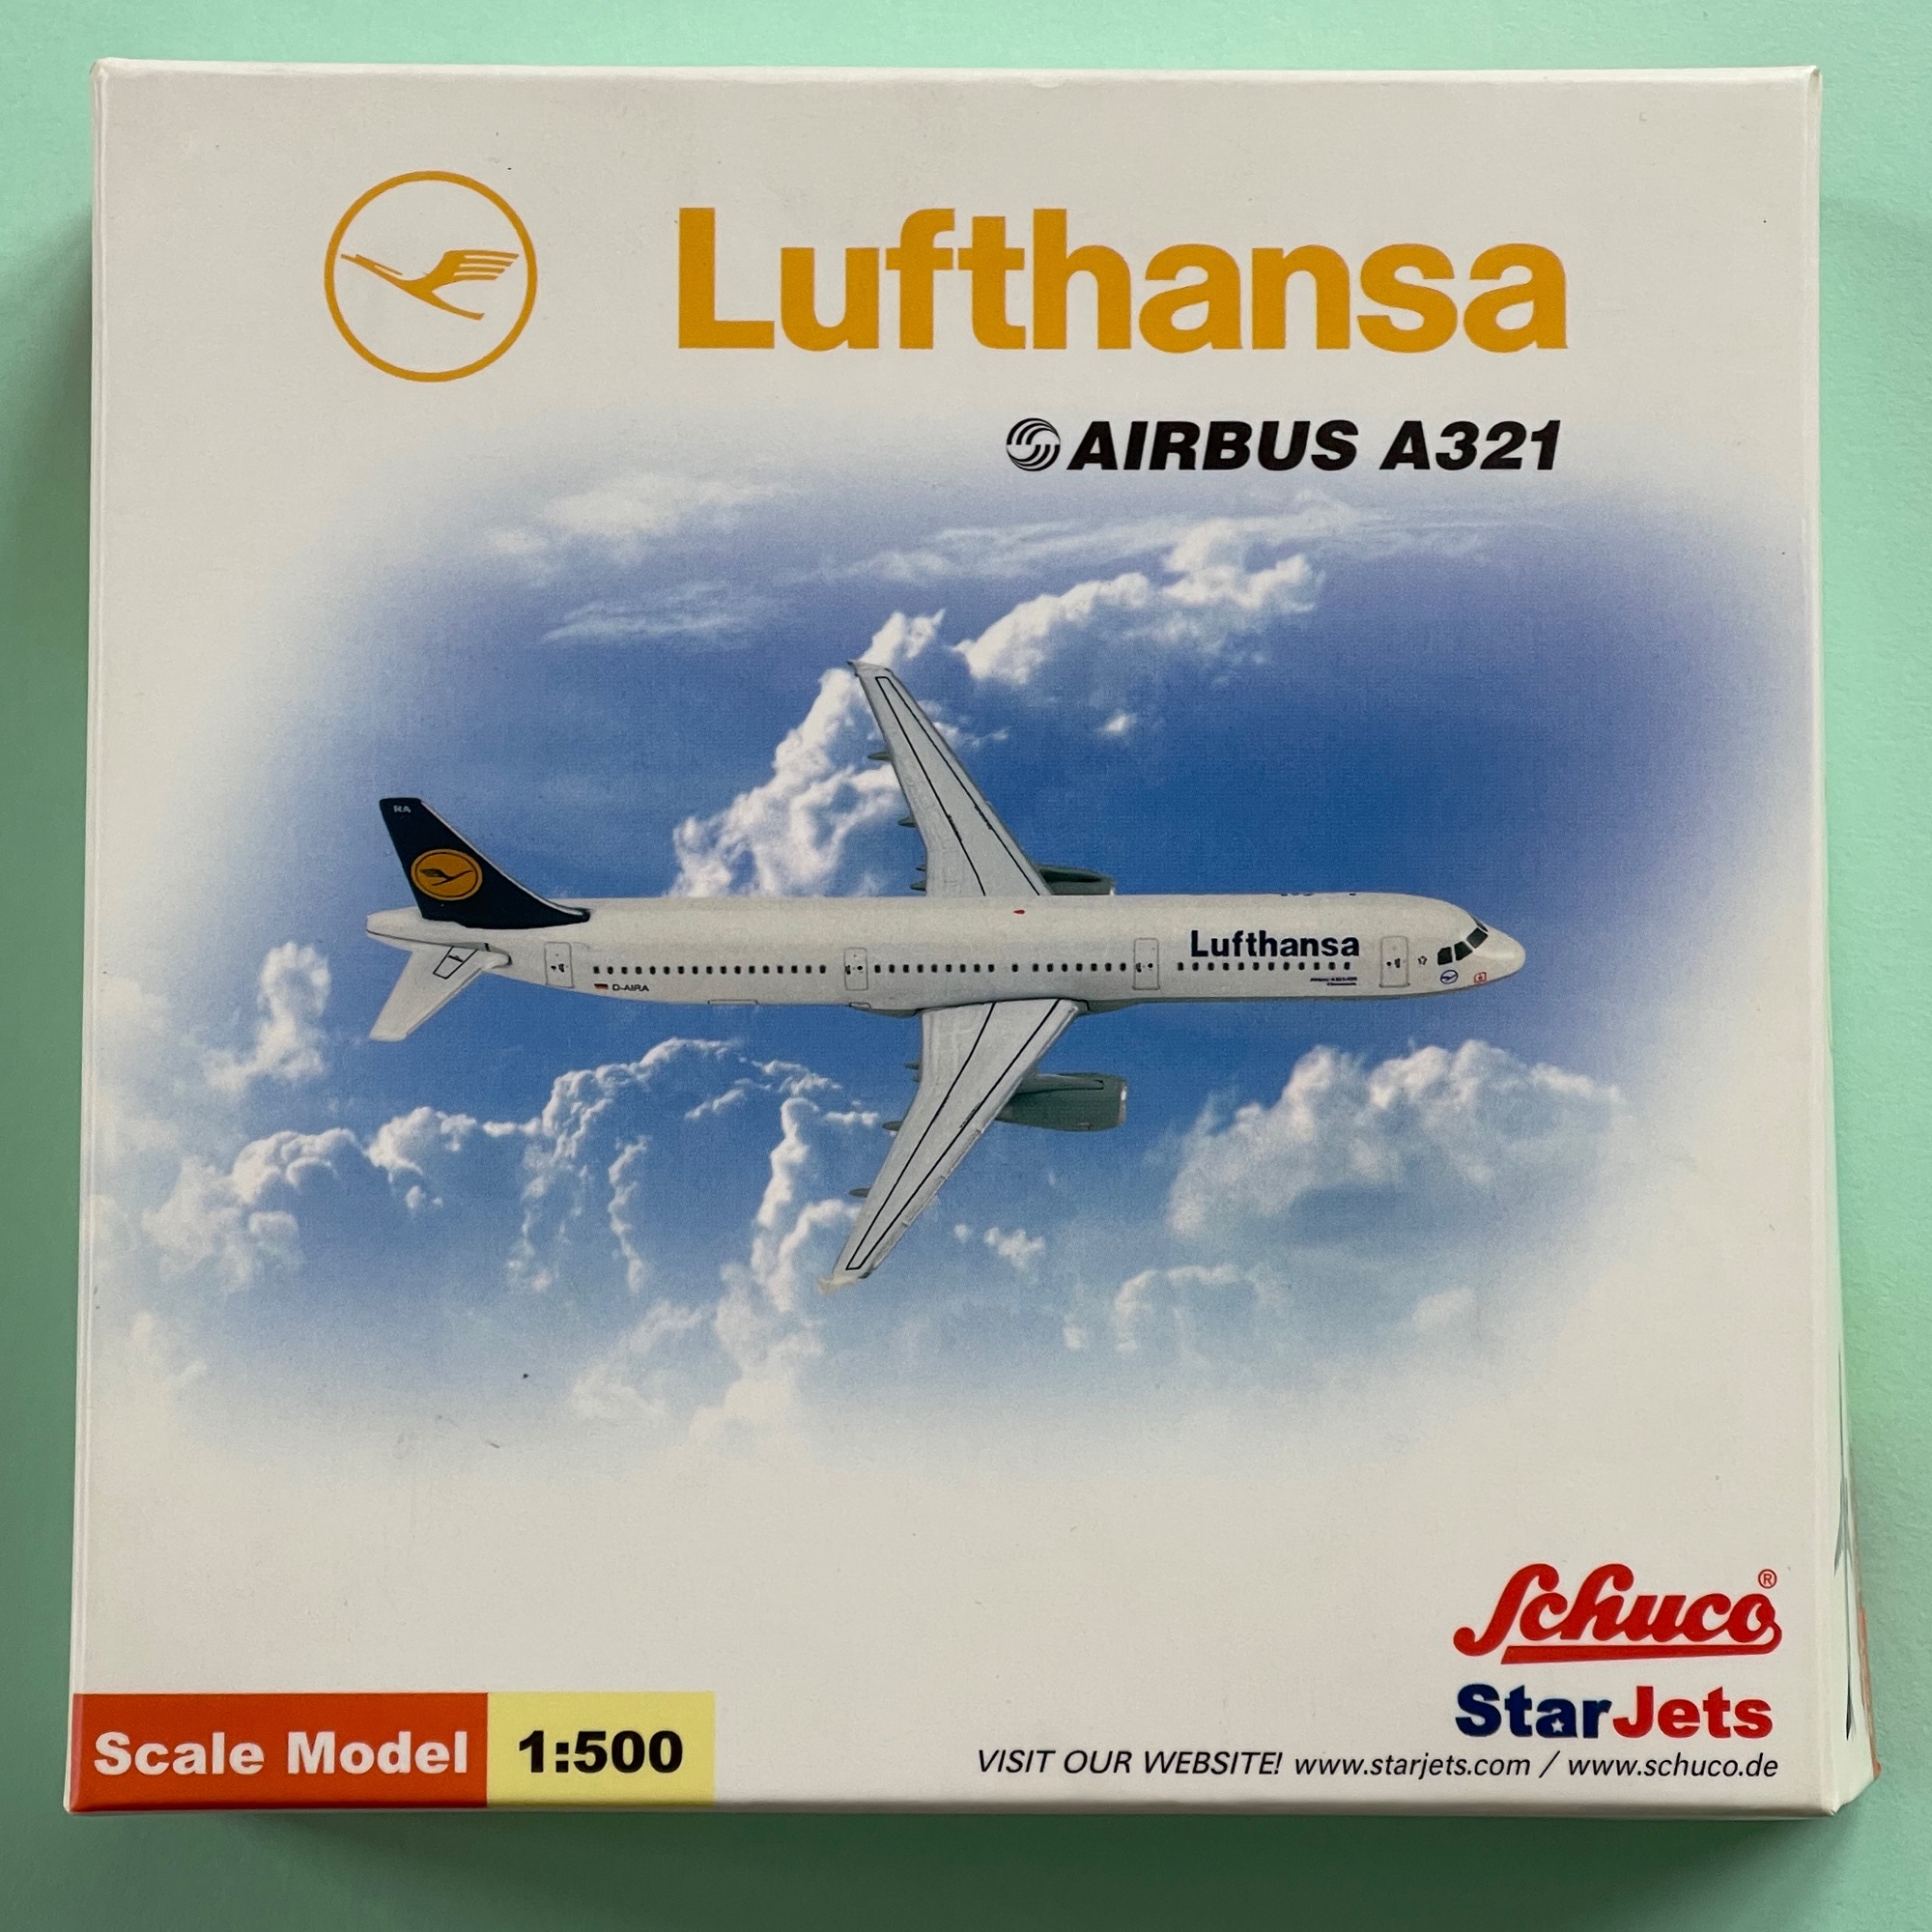 Lufthansa
AIRBUS A321
RA
Lufthansa
D-AIRA
Schuco®
StarJets
Scale Model 1:500
VISIT OUR WEBSITE! www.starjets.com / www.schuco.de